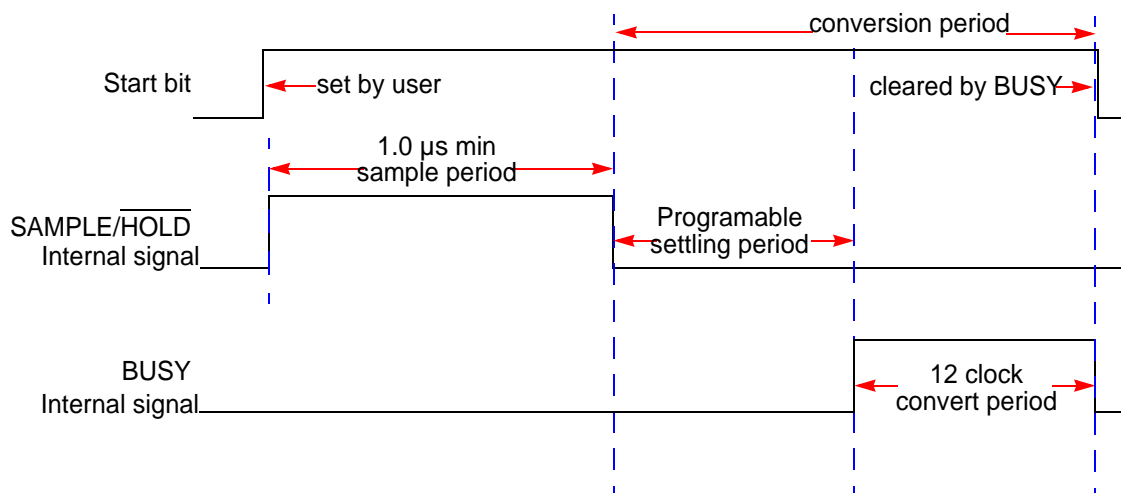 conversion period
Start bit
set by user
cleared by BUSY
1.0 µs min
sample period
SAMPLE/HOLD
Internal signal
Programable
settling period
BUSY
Internal signal
12 clock
convert period